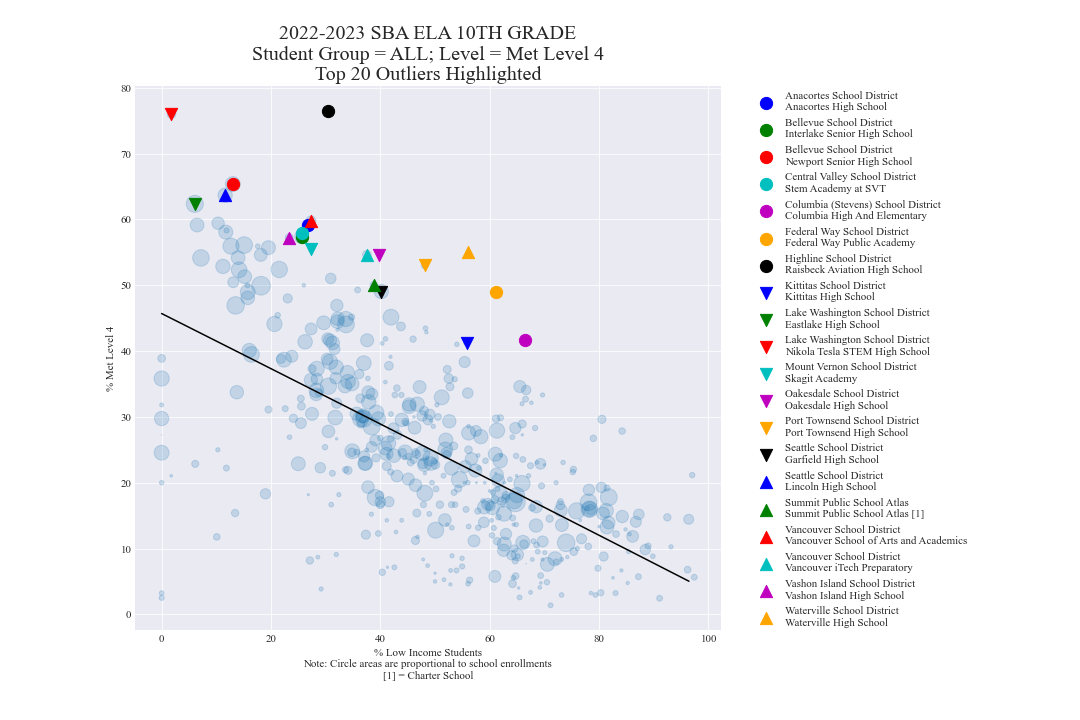 2022-2023 SBA ELA 10TH GRADE
Student Group = ALL; Level = Met Level 4
Top 20 Outliers Highlighted
80
70
60
50
40
30
20
10
0
% Met Level 4
0 20 40 60 80 100
% Low Income Students
Note: Circle areas are proportional to school enrollments
[1] = Charter School
Anacortes School District
Anacortes High School
Bellevue School District
Interlake Senior High School
Bellevue School District
Newport Senior High School
Central Valley School District
Stem Academy at SVT
Columbia (Stevens) School District
Columbia High And Elementary
Federal Way School District
Federal Way Public Academy
Highline School District
Raisbeck Aviation High School
Kittitas School District
Kittitas High School
Lake Washington School District
Eastlake High School
Lake Washington School District
Nikola Tesla STEM High School
Mount Vernon School District
Skagit Academy
Oakesdale School District
Oakesdale High School
Port Townsend School District
Port Townsend High School
Seattle School District
Garfield High School
Seattle School District
Lincoln High School
Summit Public School Atlas
Summit Public School Atlas [1]
Vancouver School District
Vancouver School of Arts and Academics
Vancouver School District
Vancouver iTech Preparatory
Vashon Island School District
Vashon Island High School
Waterville School District
Waterville High School